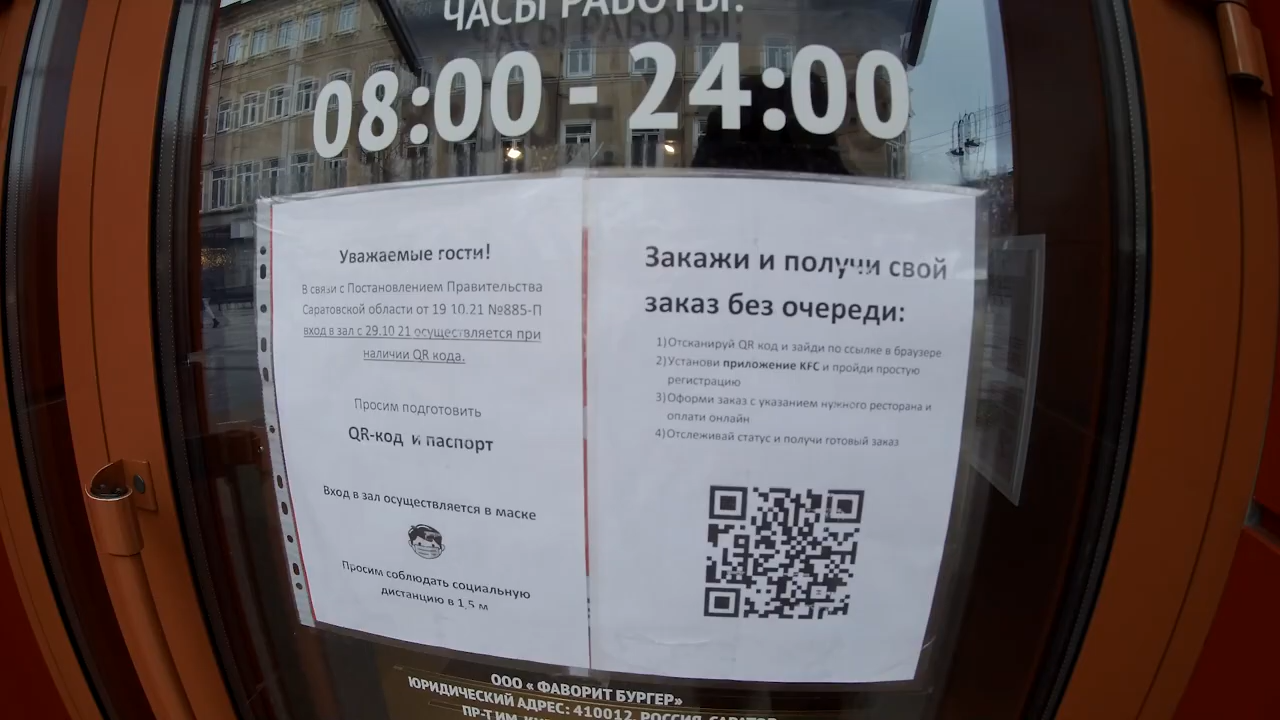 ЧАСЫ РАБОТЫ:
08:00 - 24:00
Уважаемые гости!
В связи с Постановлением Правительства
Саратовской области от 19 10.21 №885-П
вход в зал с 29.10 21 осуществляется при
наличии QR кода.
Просим подготовить
QR-код и паспорт
Вход в зал осуществляется в маске
Просим соблюдать социальную
дистанцию в 1,5 м
Закажи и получи свой
заказ без очереди:
1)Отсканируй QR код и зайди по ссылке в браузере
2)Установи приложение KFC и пройди простую
регистрацию
3)Оформи заказ с указанием нужного ресторана и
оплати онлайн
4)Отслеживай статус и получи готовый заказ
ООО « ФАВОРИТ БУРГЕР»
ЮРИДИЧЕСКИЙ АДРЕС: 410012, РОССИЯ, САРАТОВ
ПР-Т ИМ.